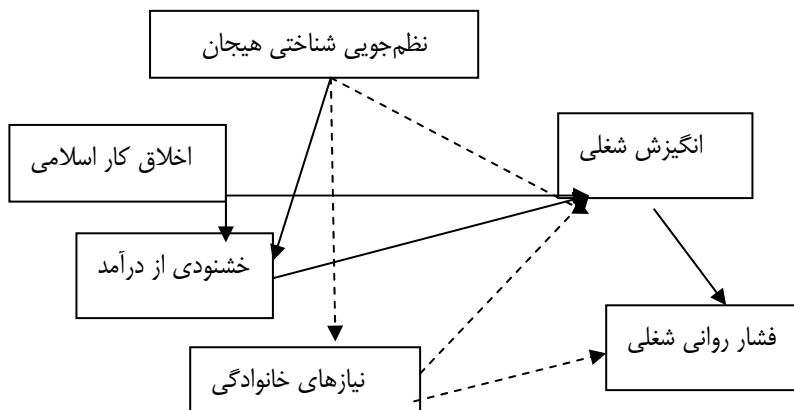 نظم‌جویی شناختی هیجان
انگیزش شغلی
اخلاق کار اسلامی
خشنودی از درآمد
فشار روانی شغلی
نیازهای خانوادگی